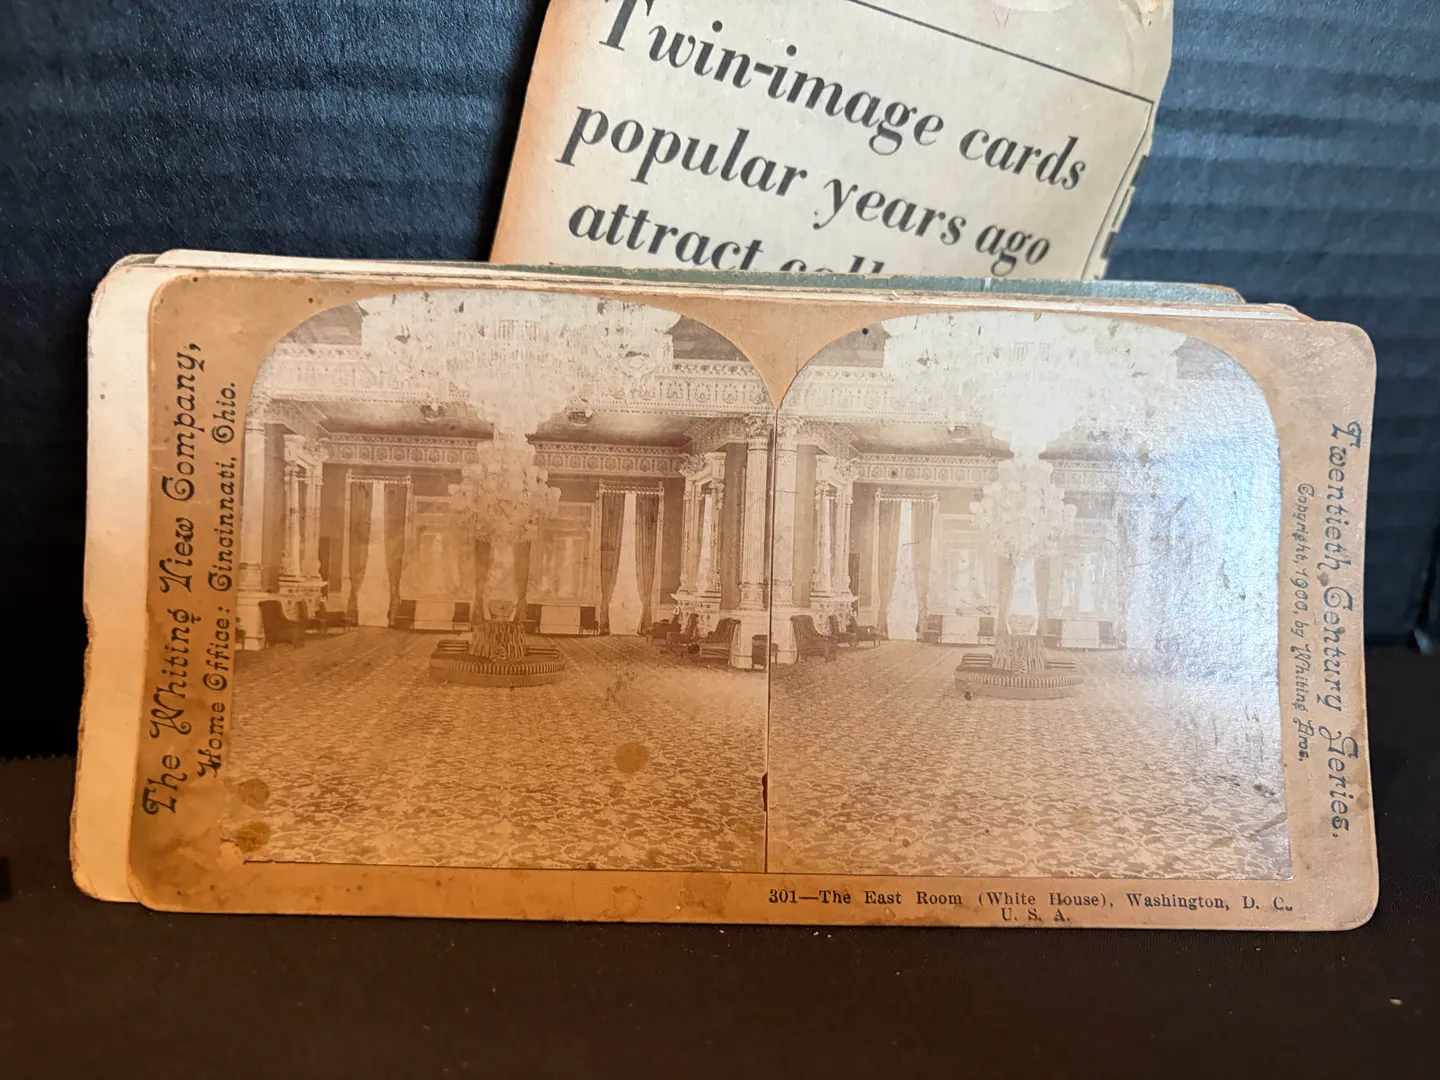 Twin-image cards
popular years ago
attract
The Whiting View Company,
Home Office: Cincinnati, Ohio.
Twentieth Century Series.
Copyright, 1900, by Whiting Bros.
301—The East Room (White House), Washington, D. C.
U. S. A.